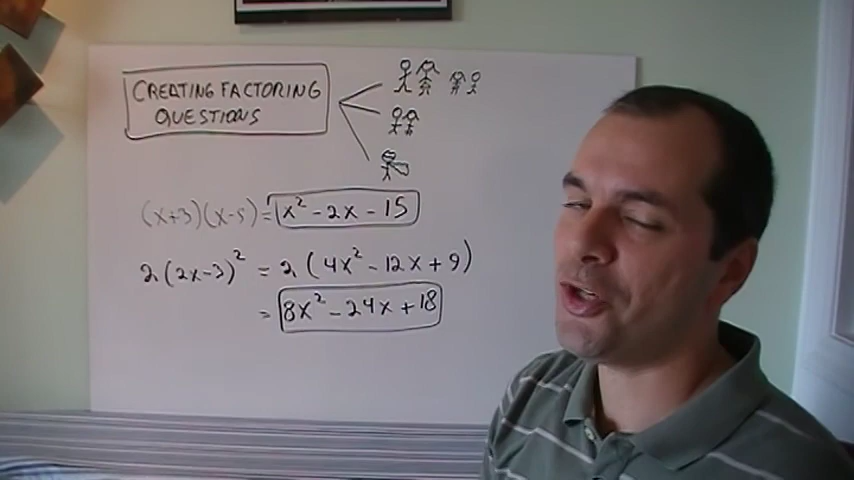 CREATING FACTORING
QUESTIONS
(x+3)(x-5) = x² - 2x - 15
2(2x-3)² = 2(4x² - 12x + 9)
= 8x² - 24x + 18